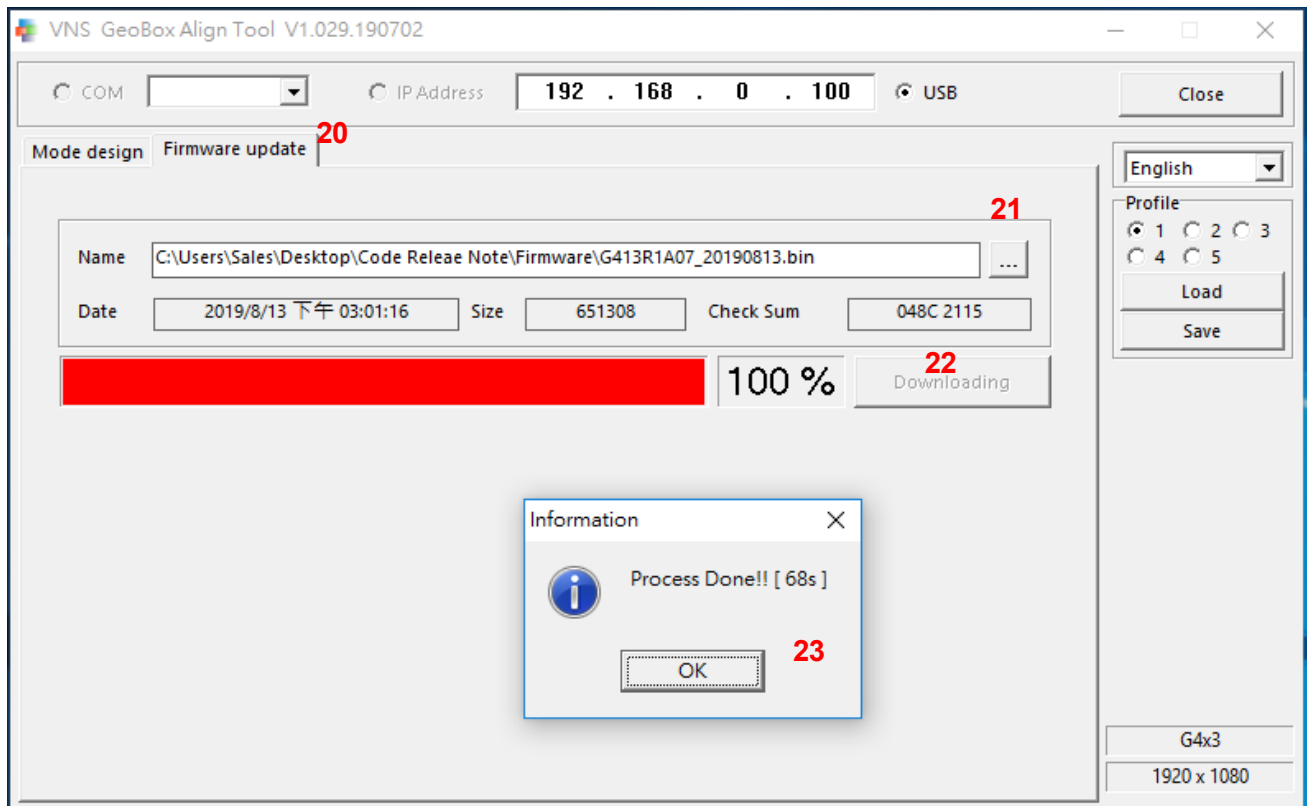 VNS GeoBox Align Tool V1.029.190702
COM IP Address 192 . 168 . 0 . 100 USB Close
20
Mode design Firmware update
English
21
Profile
1 2 3
4 5
Name C:\Users\Sales\Desktop\Code Releae Note\Firmware\G413R1A07_20190813.bin ...
Load
Date 2019/8/13 下午 03:01:16 Size 651308 Check Sum 048C 2115
Save
22
100 % Downloading
Information
Process Done!! [ 68s ]
23
OK
G4x3
1920 x 1080